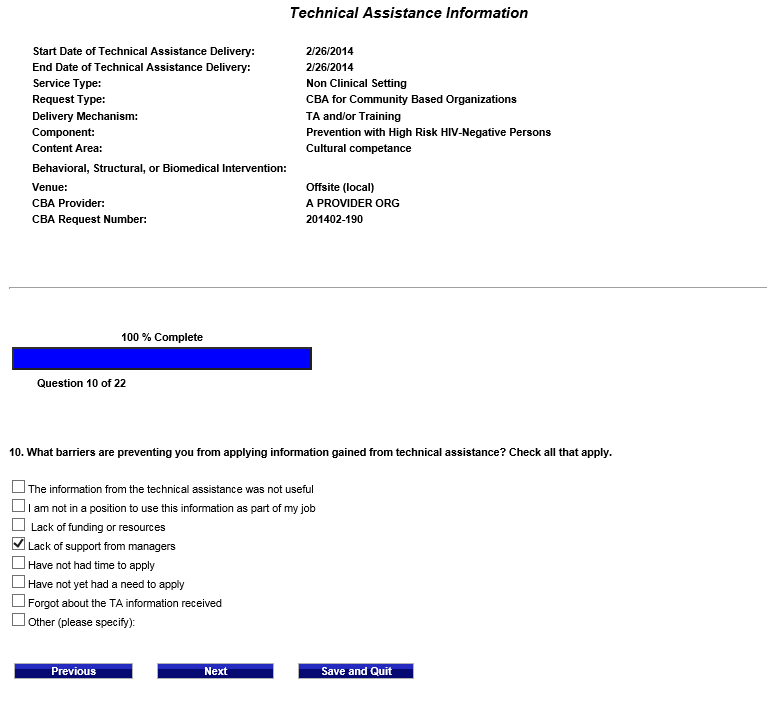 Technical Assistance Information
Start Date of Technical Assistance Delivery: 2/26/2014
End Date of Technical Assistance Delivery: 2/26/2014
Service Type: Non Clinical Setting
Request Type: CBA for Community Based Organizations
Delivery Mechanism: TA and/or Training
Component: Prevention with High Risk HIV-Negative Persons
Content Area: Cultural competance
Behavioral, Structural, or Biomedical Intervention:
Venue: Offsite (local)
CBA Provider: A PROVIDER ORG
CBA Request Number: 201402-190
100 % Complete
Question 10 of 22
10. What barriers are preventing you from applying information gained from technical assistance? Check all that apply.
The information from the technical assistance was not useful
I am not in a position to use this information as part of my job
Lack of funding or resources
Lack of support from managers
Have not had time to apply
Have not yet had a need to apply
Forgot about the TA information received
Other (please specify):
Previous Next Save and Quit